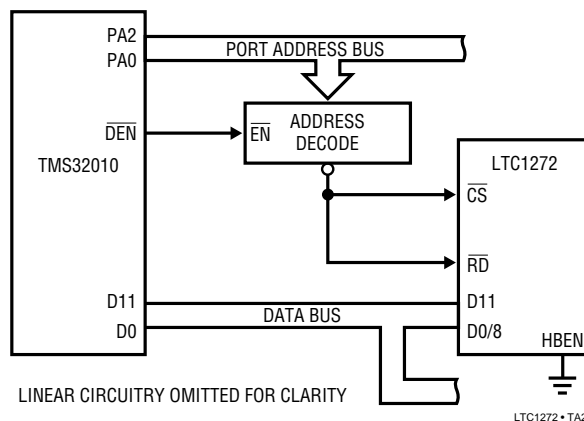 PA2
PA0
PORT ADDRESS BUS
DEN
EN
ADDRESS
DECODE
TMS32010
LTC1272
CS
RD
D11
D0
DATA BUS
D11
D0/8
HBEN
LINEAR CIRCUITRY OMITTED FOR CLARITY
LTC1272 • TA2